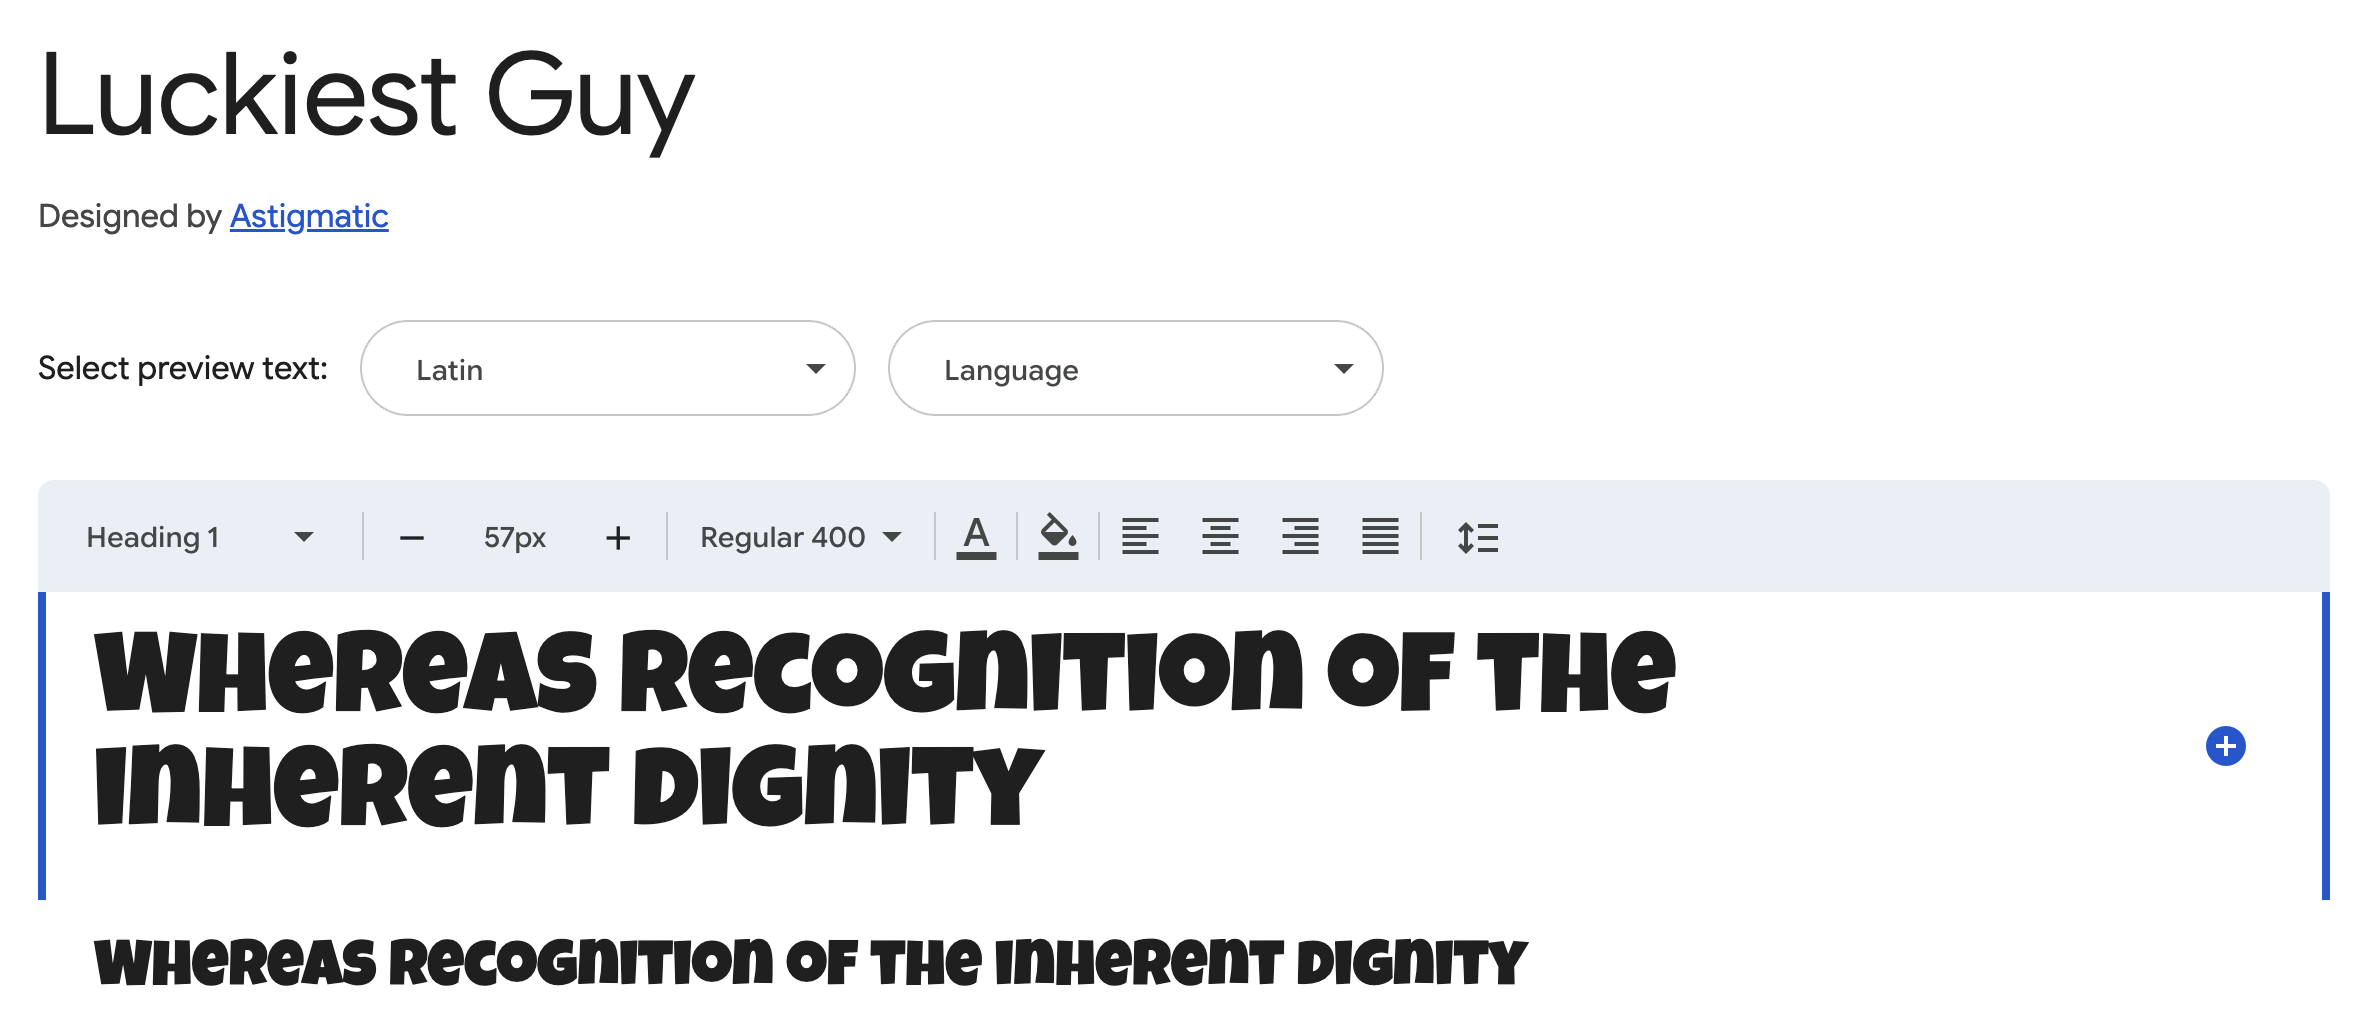 Luckiest Guy
Designed by Astigmatic
Select preview text: Latin Language
Heading 1 57px Regular 400 A
WHeReAS RecoGnITIon oF THe
InHeRenT DIGnITY
WHeReAS RecoGnITIon oF THe InHeRenT DIGnITY